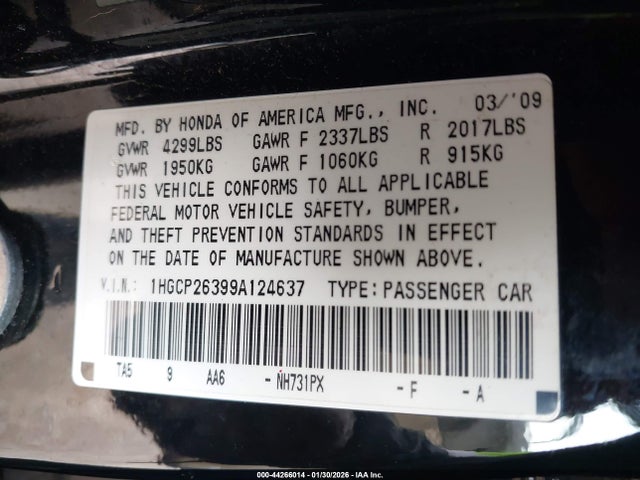 MFD. BY HONDA OF AMERICA MFG., INC. 03/'09
GVWR 4299LBS GAWR F 2337LBS R 2017LBS
GVWR 1950KG GAWR F 1060KG R 915KG
THIS VEHICLE CONFORMS TO ALL APPLICABLE
FEDERAL MOTOR VEHICLE SAFETY, BUMPER,
AND THEFT PREVENTION STANDARDS IN EFFECT
ON THE DATE OF MANUFACTURE SHOWN ABOVE.
V.I.N.: 1HGCP26399A124637 TYPE:PASSENGER CAR
TA5 9 AA6 -NH731PX -F -A
000-44266014 - 01/30/2026 - IAA Inc.